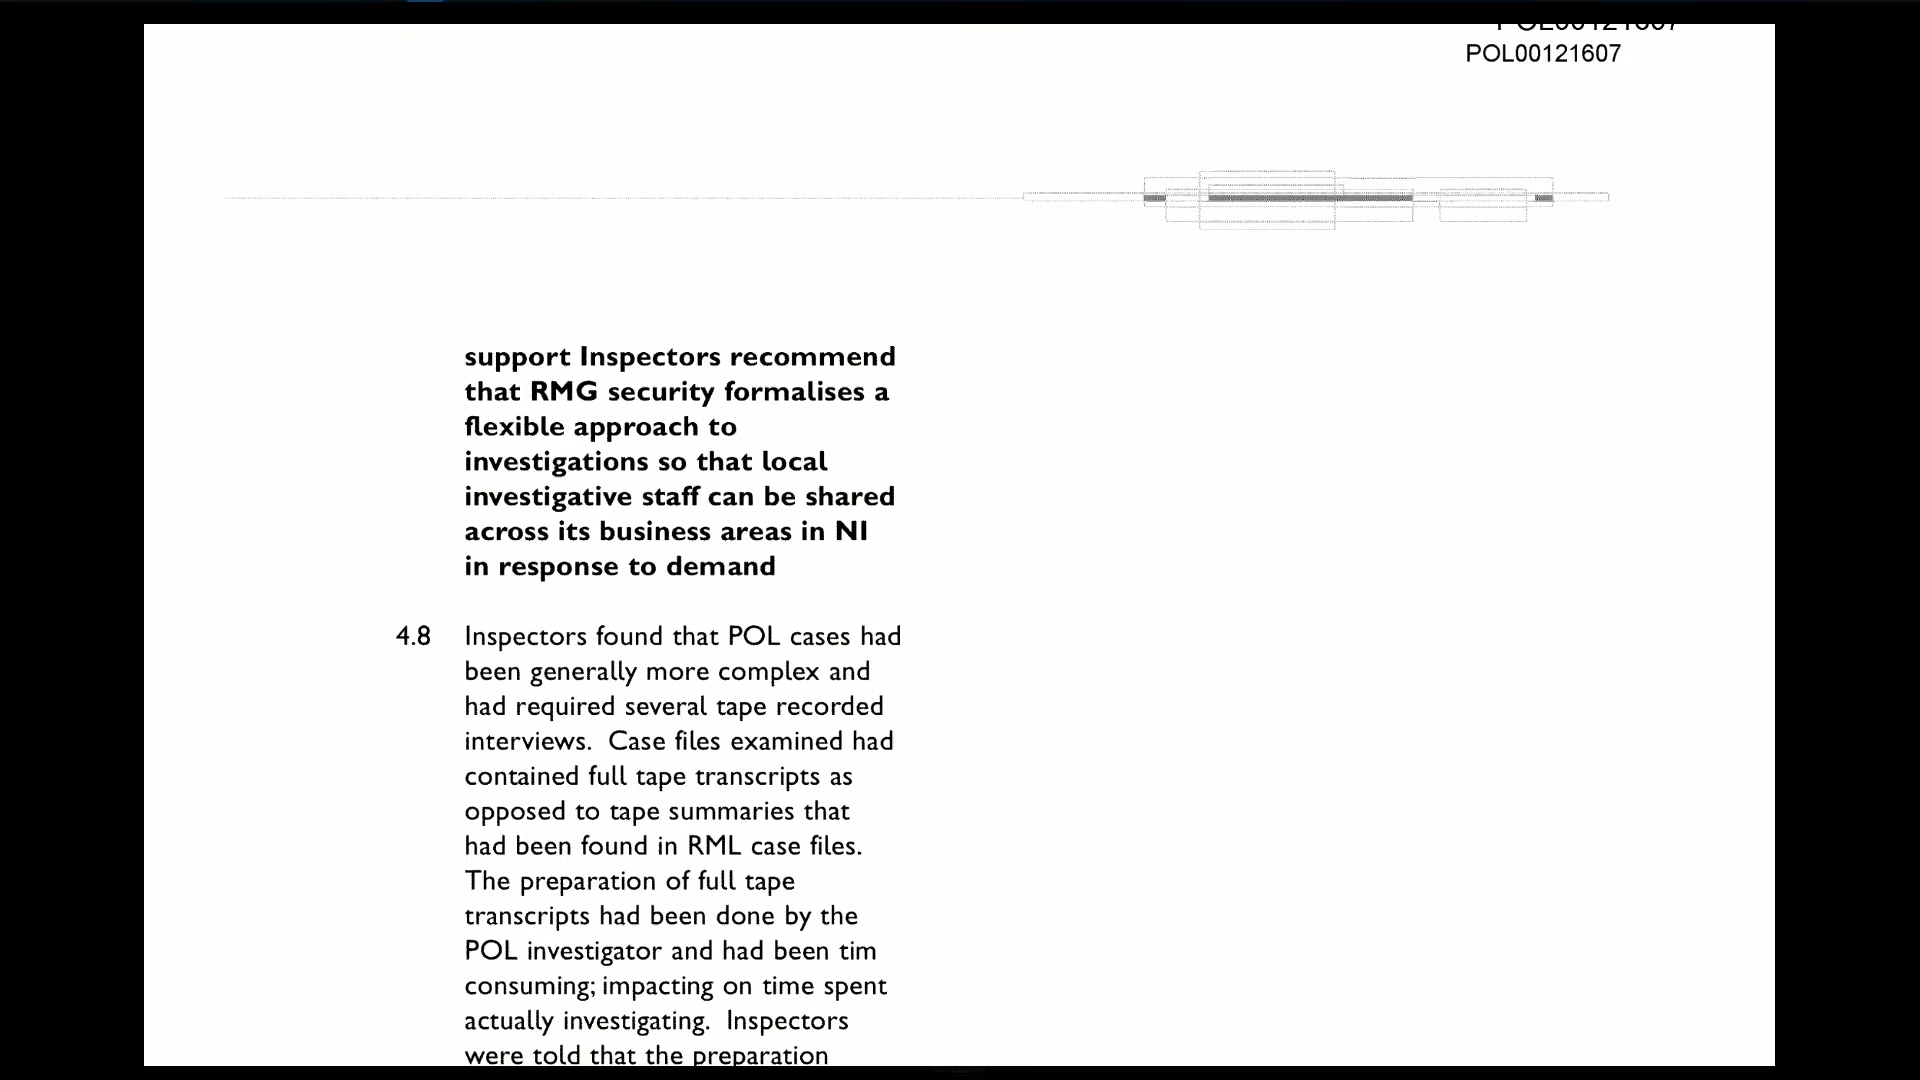 POL00121607
POL00121607
support Inspectors recommend
that RMG security formalises a
flexible approach to
investigations so that local
investigative staff can be shared
across its business areas in NI
in response to demand
4.8 Inspectors found that POL cases had
been generally more complex and
had required several tape recorded
interviews. Case files examined had
contained full tape transcripts as
opposed to tape summaries that
had been found in RML case files.
The preparation of full tape
transcripts had been done by the
POL investigator and had been tim
consuming; impacting on time spent
actually investigating. Inspectors
were told that the preparation